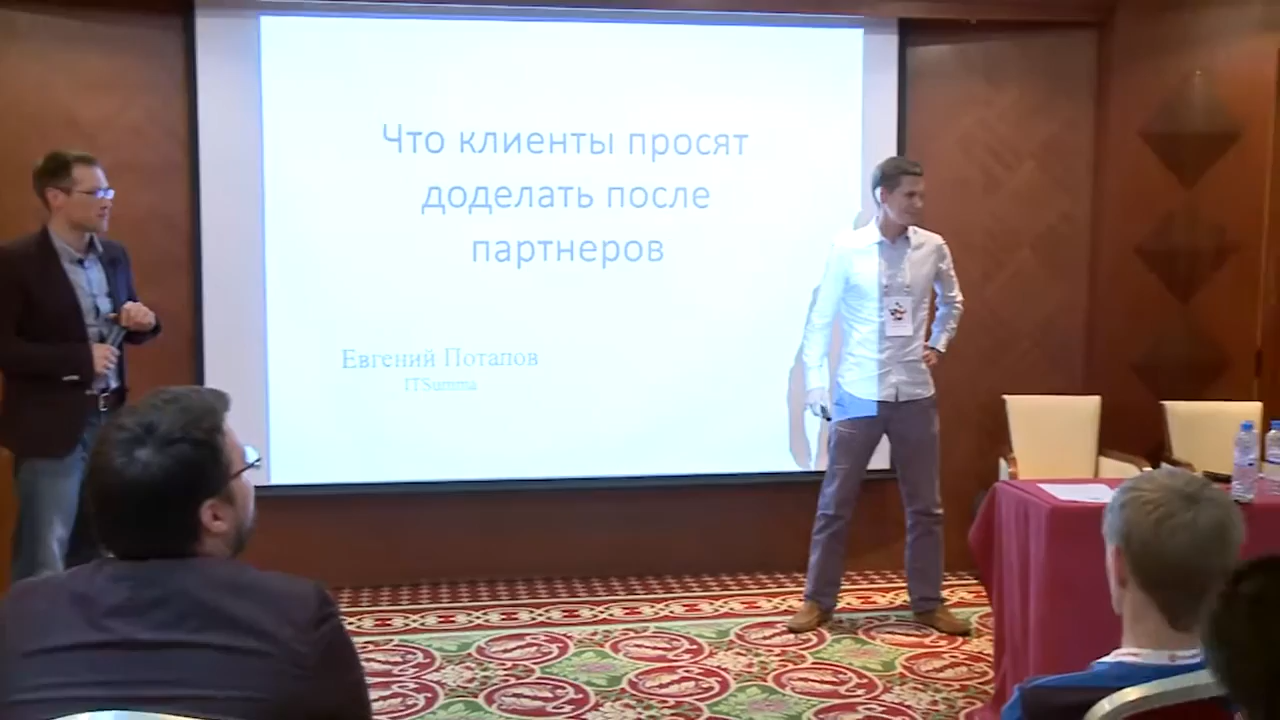 Что клиенты просят
доделать после
партнеров
Евгений Потапов
ITSumma